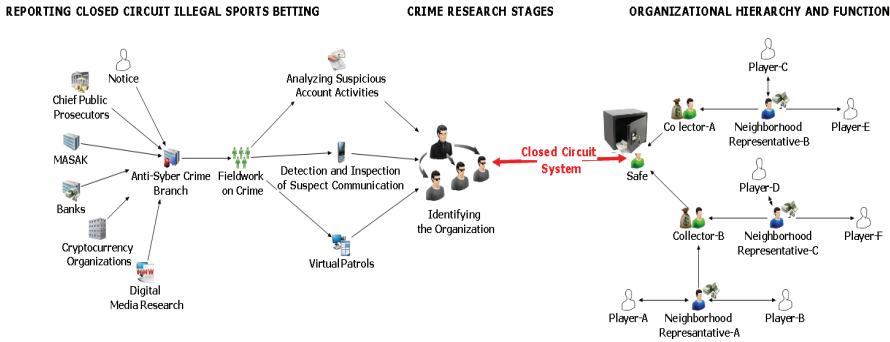 REPORTING CLOSED CIRCUIT ILLEGAL SPORTS BETTING
CRIME RESEARCH STAGES
ORGANIZATIONAL HIERARCHY AND FUNCTION
Notice
Chief Public
Prosecutors
MASAK
Banks
Cryptocurrency
Organizations
Digital
Media Research
Anti-Syber Crime
Branch
Fieldwork
on Crime
Analyzing Suspicious
Account Activities
Detection and Inspection
of Suspect Communication
Virtual Patrols
Identifying
the Organization
Closed Circuit
System
Safe
Player-C
Collector-A
Neighborhood
Representative-B
Player-E
Player-D
Collector-B
Neighborhood
Representative-C
Player-F
Player-A
Neighborhood
Represantative-A
Player-B